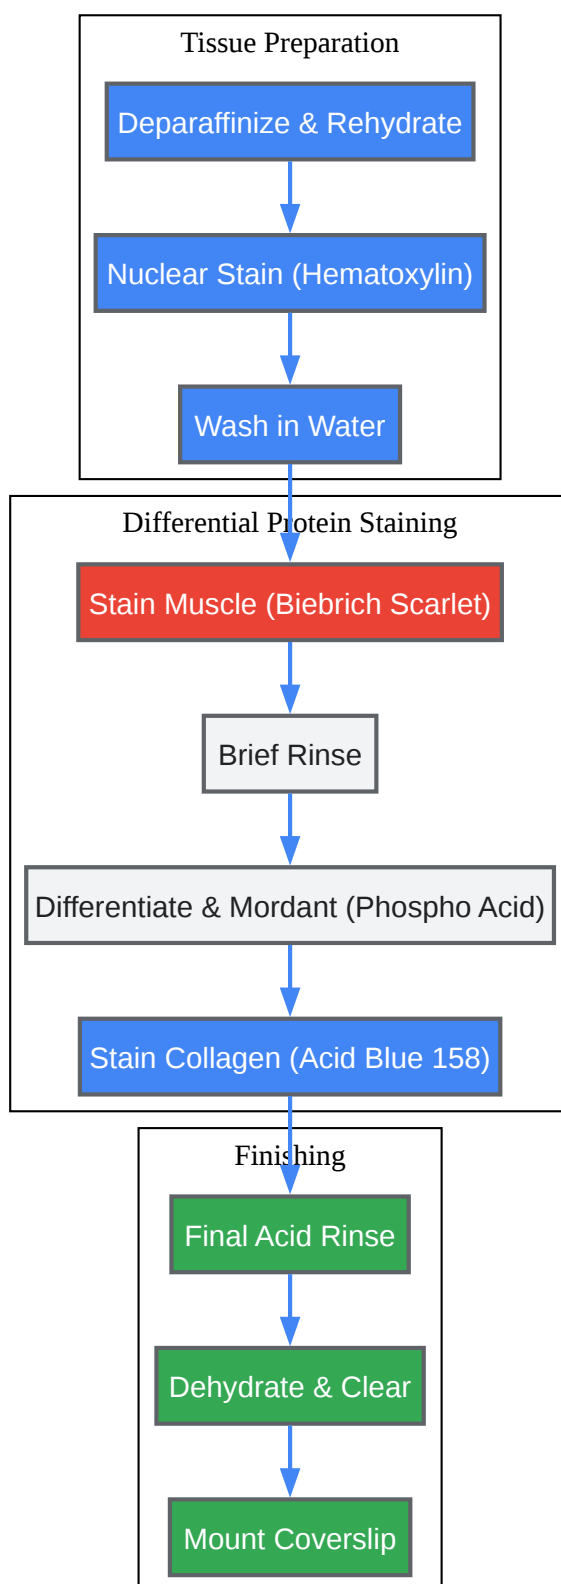 Tissue Preparation
Deparaffinize & Rehydrate
Nuclear Stain (Hematoxylin)
Wash in Water
Differential Protein Staining
Stain Muscle (Biebrich Scarlet)
Brief Rinse
Differentiate & Mordant (Phospho Acid)
Stain Collagen (Acid Blue 158)
Finishing
Final Acid Rinse
Dehydrate & Clear
Mount Coverslip